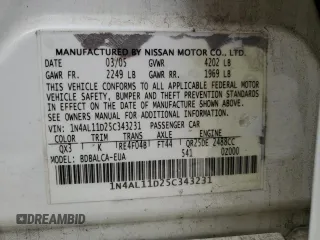 MANUFACTURED BY NISSAN MOTOR CO., LTD.
DATE 03/05 GVWR 4202 LB
GAWR FR. 2249 LB GAWR RR. 1969 LB
THIS VEHICLE CONFORMS TO ALL APPLICABLE FEDERAL MOTOR
VEHICLE SAFETY, BUMPER AND THEFT PREVENTION STANDARDS
IN EFFECT ON THE DATE OF MANUFACTURE SHOWN ABOVE.
SEE OWNERS MANUAL FOR ADDITIONAL INFORMATION.
VIN: 1N4AL11D25C343231 PASSENGER CAR
COLOR TRIM TRANS AXLE ENGINE
QX3 K RE4F04B FT44 QR25DE 2488CC
MODEL: BDBALCA-EUA 541 02000
1N4AL11D25C343231